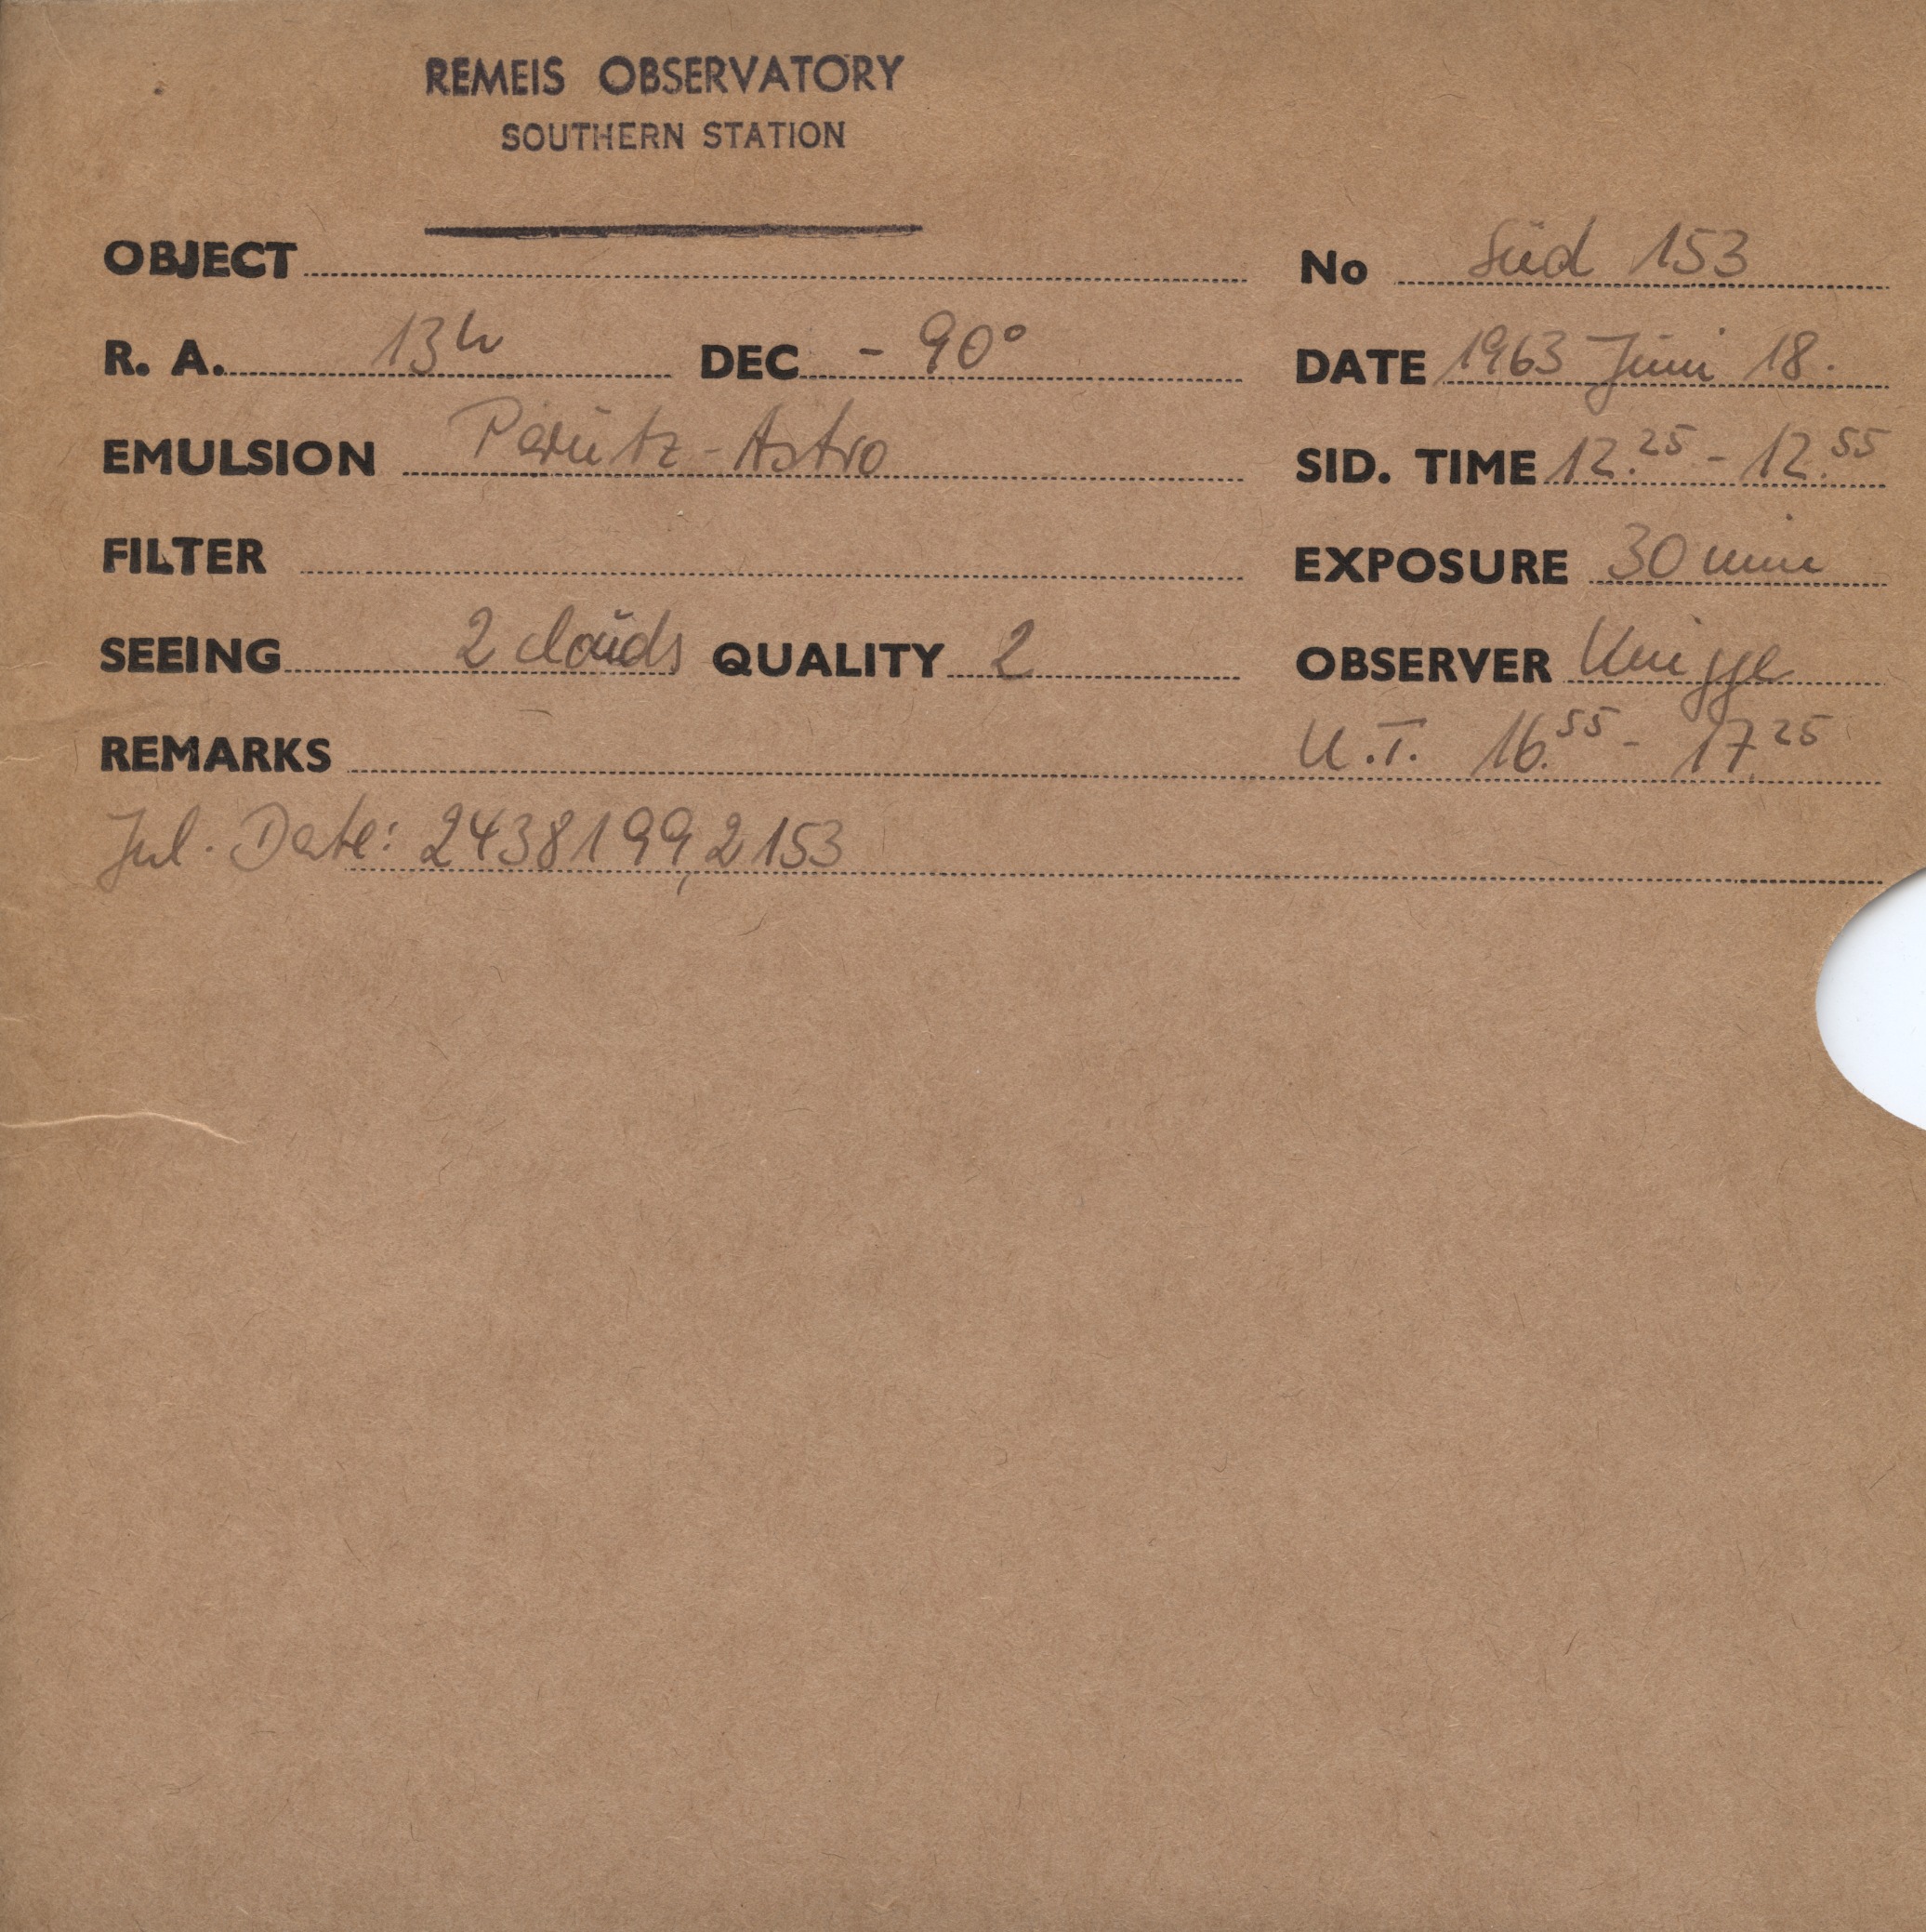 REMEIS OBSERVATORY
SOUTHERN STATION
OBJECT No Süd 153
R. A. 13h DEC - 90° DATE 1963 Juni 18.
EMULSION Perutz-Astro SID. TIME 12.25 - 12.55
FILTER EXPOSURE 30 min
SEEING 2 clouds QUALITY 2 OBSERVER Knigge
REMARKS U.T. 16.55 - 17.25
Jul. Date: 2438199,2153